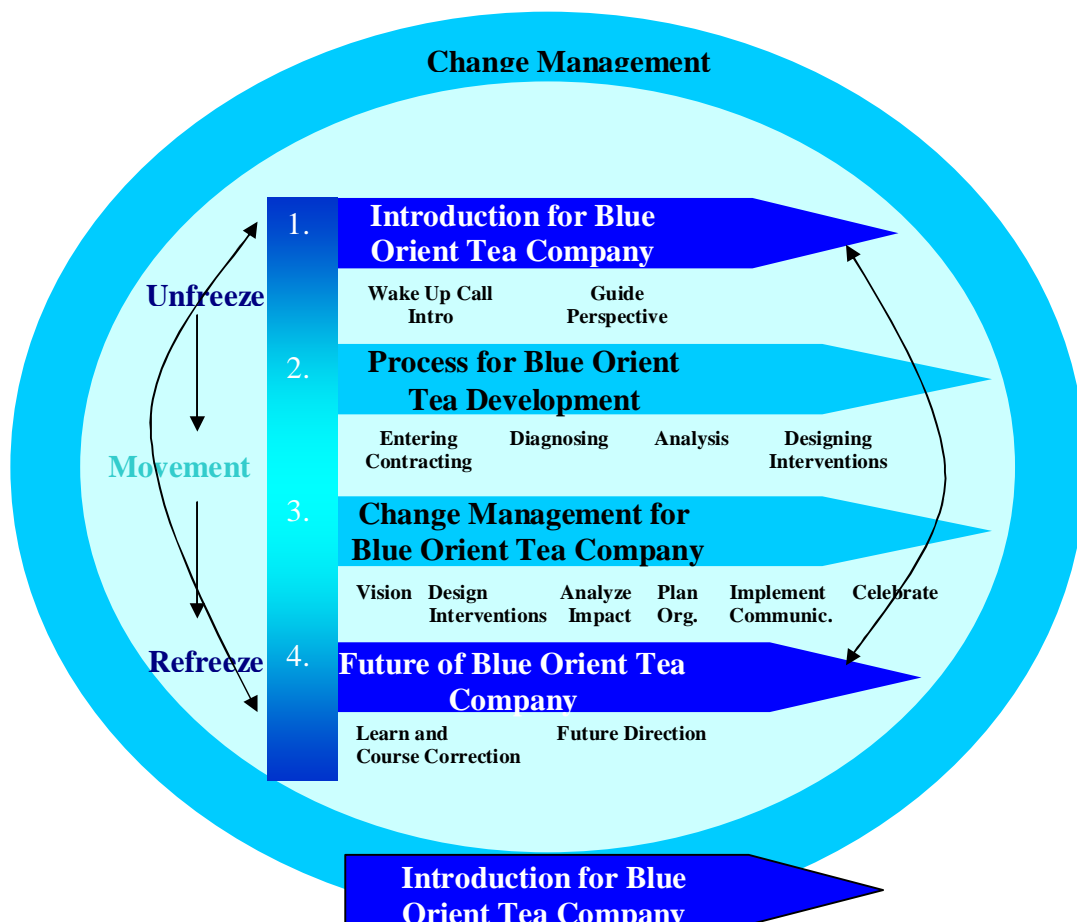 Change Management
1.
Introduction for Blue
Orient Tea Company
Unfreeze
Wake Up Call
Intro
Guide
Perspective
2.
Process for Blue Orient
Tea Development
Entering
Contracting
Diagnosing
Analysis
Designing
Interventions
Movement
3.
Change Management for
Blue Orient Tea Company
Vision
Design
Interventions
Analyze
Impact
Plan
Org.
Implement
Communic.
Celebrate
Refreeze
4.
Future of Blue Orient Tea
Company
Learn and
Course Correction
Future Direction
Introduction for Blue
Orient Tea Company